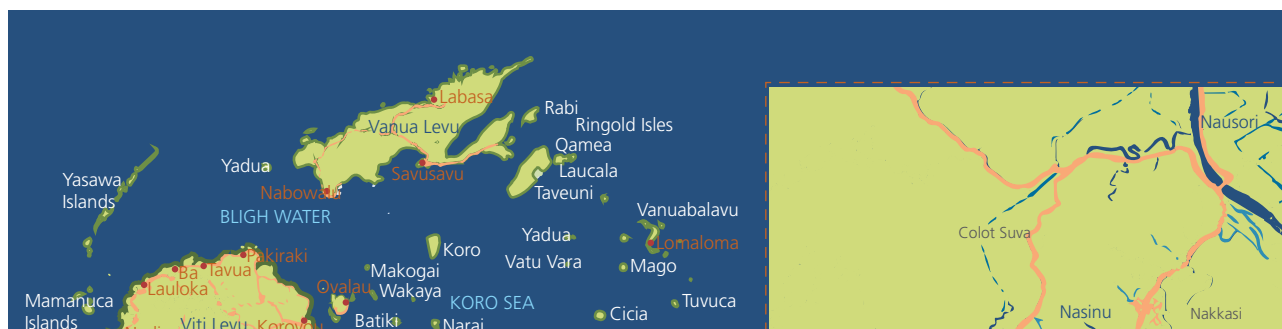 Labasa
Rabi
Vanua Levu
Ringold Isles
Nausori
Qamea
Yadua
Laucala
Savusavu
Yasawa
Islands
Nabowalu
Taveuni
BLIGH WATER
Vanuabalavu
Yadua
Colot Suva
Lomaloma
Koro
Pakiraki
Vatu Vara
Mago
Ba
Tavua
Makogai
Lauloka
Ovalau
Wakaya
Mamanuca
Islands
KORO SEA
Tuvuca
Cicia
Nasinu
Nakkasi
Viti Levu
Batiki
Narai